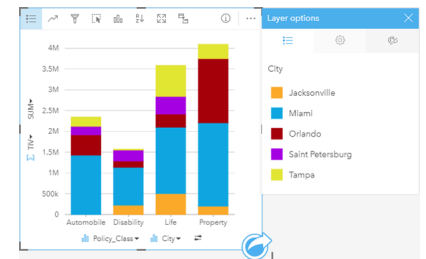 Layer options
4M
3.5M
3M
2.5M
2M
1.5M
1M
500k
0
SUM
TIV
Automobile Disability Life Property
Policy_Class City
City
Jacksonville
Miami
Orlando
Saint Petersburg
Tampa